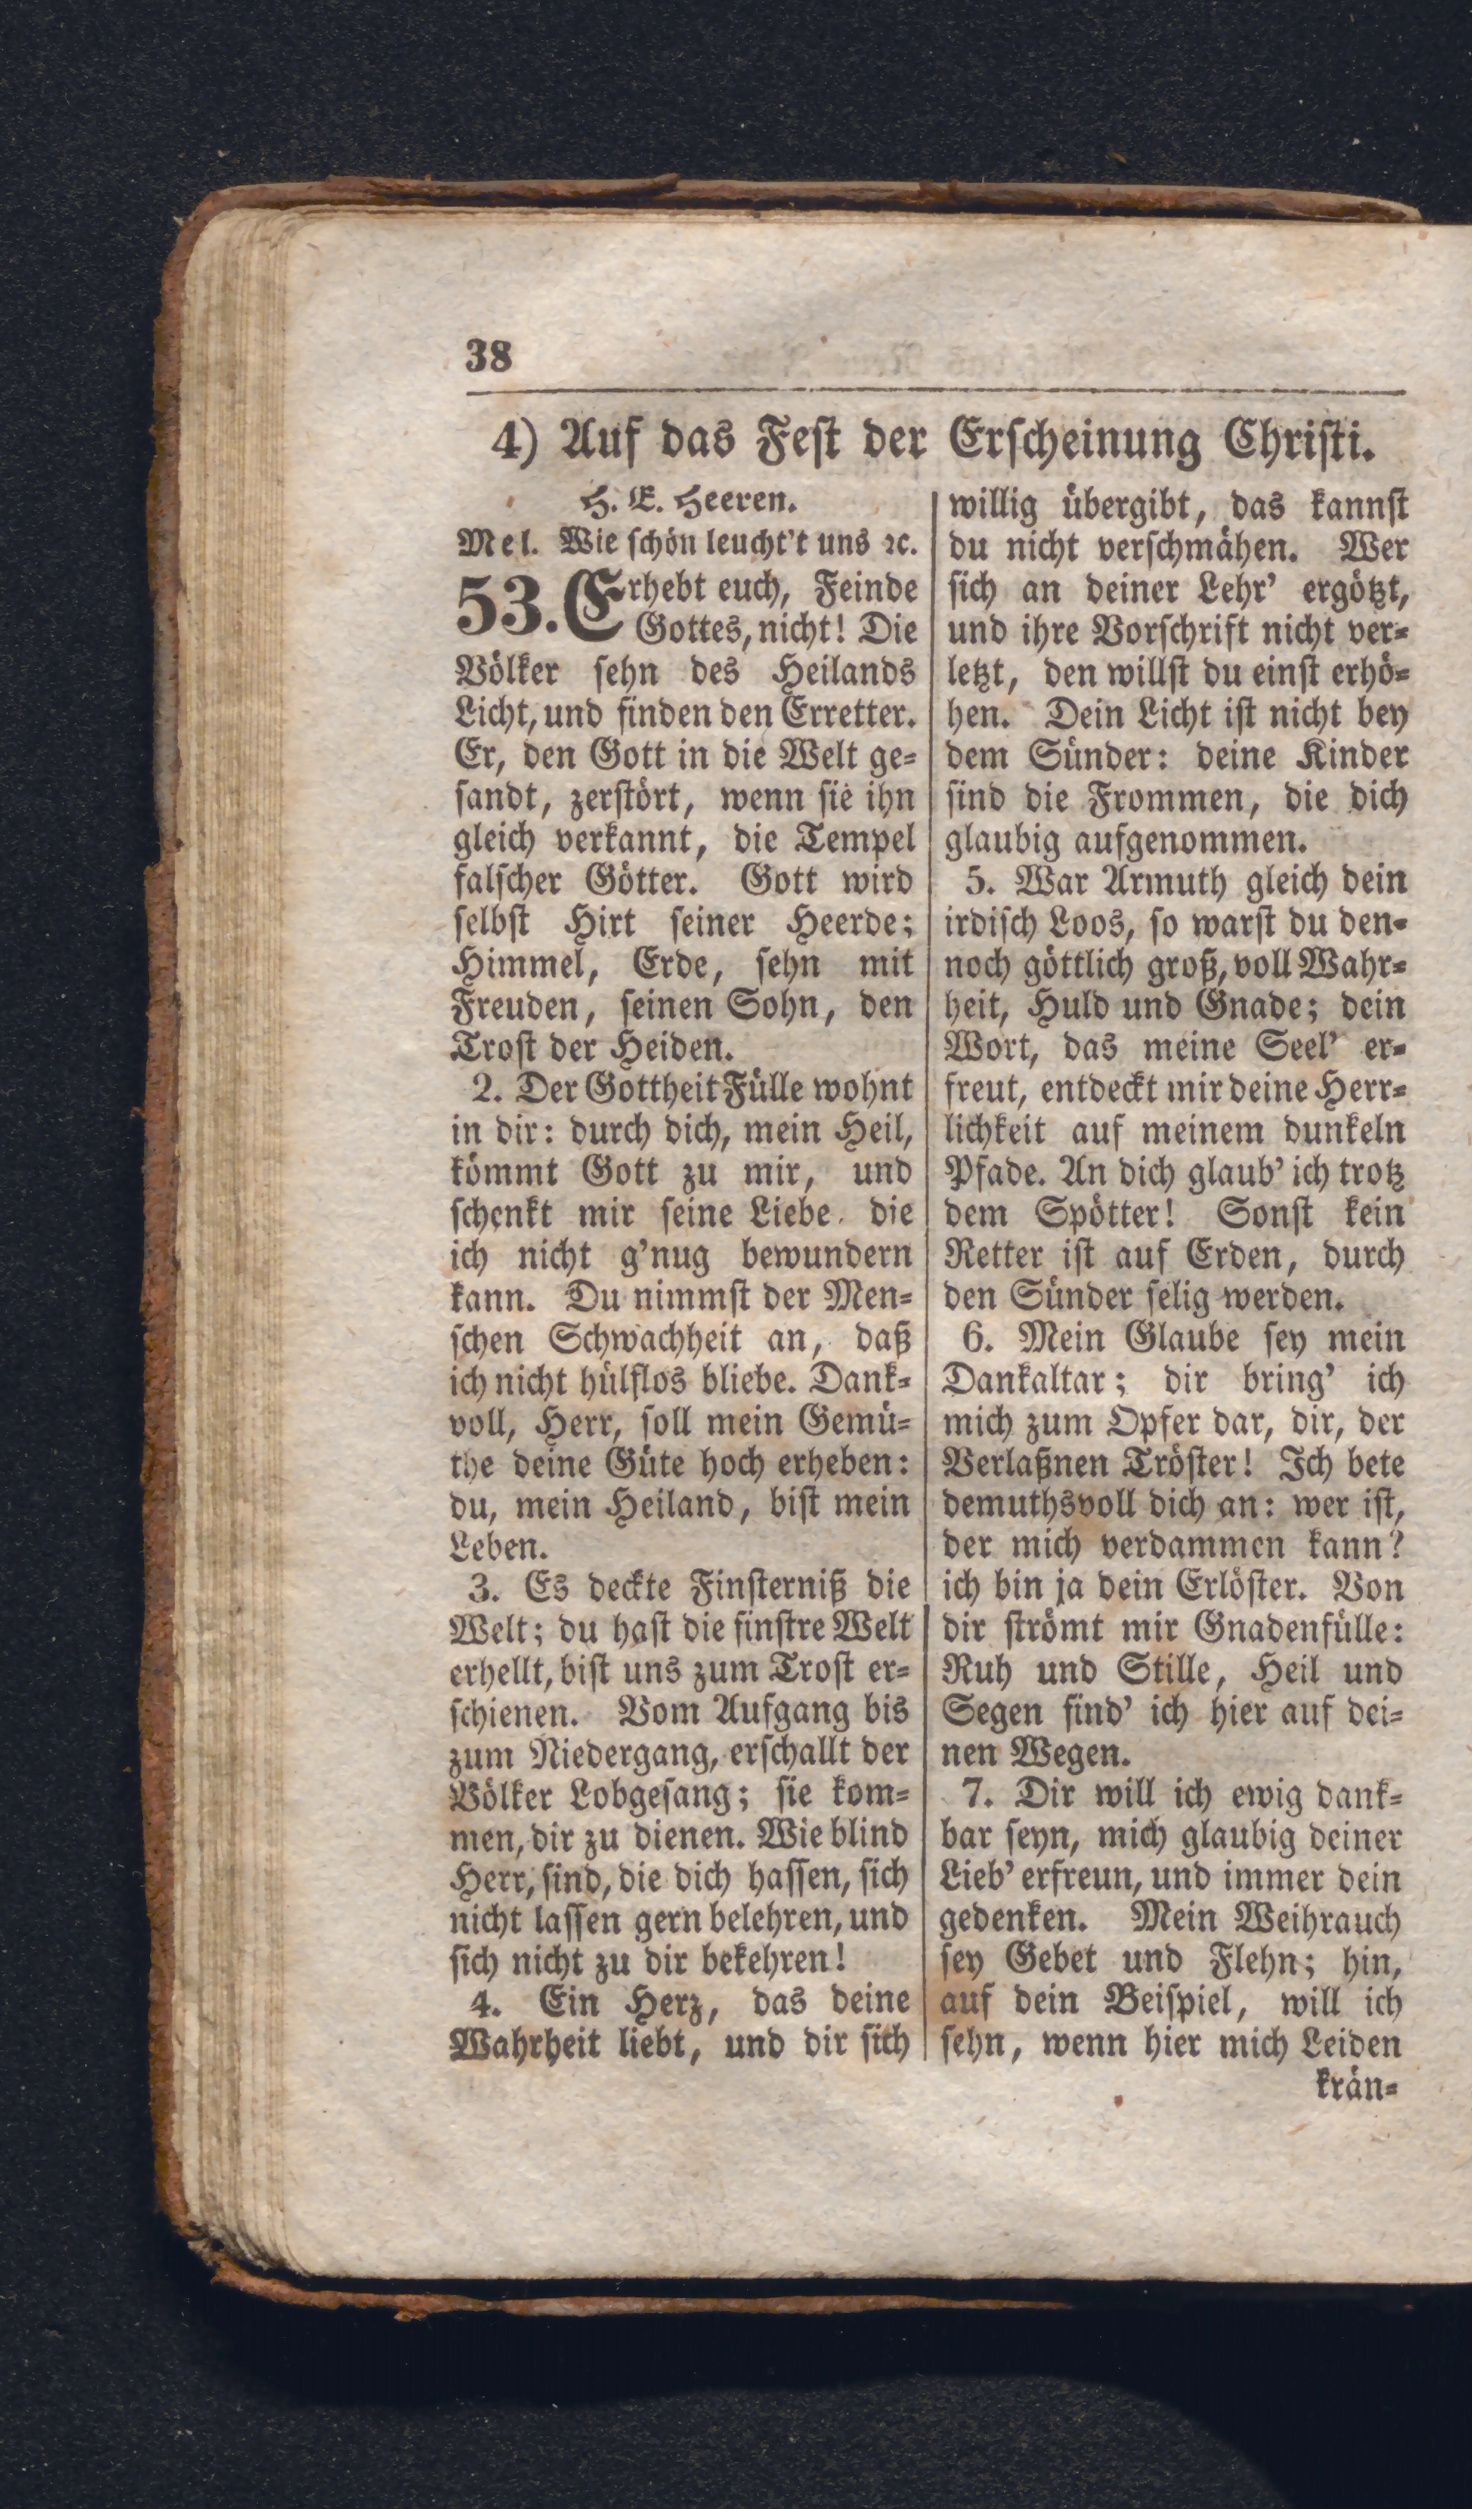 38
4) Auf das Fest der Erscheinung Christi.
H. E. Heeren.
Mel. Wie schön leucht't uns ꝛc.
53. Erhebt euch, Feinde
Gottes, nicht! Die
Völker sehn des Heilands
Licht, und finden den Erretter.
Er, den Gott in die Welt ge-
sandt, zerstört, wenn sie ihn
gleich verkannt, die Tempel
falscher Götter. Gott wird
selbst Hirt seiner Heerde;
Himmel, Erde, sehn mit
Freuden, seinen Sohn, den
Trost der Heiden.
2. Der Gottheit Fülle wohnt
in dir: durch dich, mein Heil,
kömmt Gott zu mir, und
schenkt mir seine Liebe. die
ich nicht g'nug bewundern
kann. Du nimmst der Men-
schen Schwachheit an, daß
ich nicht hülflos bliebe. Dank-
voll, Herr, soll mein Gemü-
the deine Güte hoch erheben:
du, mein Heiland, bist mein
Leben.
3. Es deckte Finsterniß die
Welt; du hast die finstre Welt
erhellt, bist uns zum Trost er-
schienen. Vom Aufgang bis
zum Niedergang, erschallt der
Völker Lobgesang; sie kom-
men, dir zu dienen. Wie blind
Herr, sind, die dich hassen, sich
nicht lassen gern belehren, und
sich nicht zu dir bekehren!
4. Ein Herz, das deine
Wahrheit liebt, und dir sich
willig übergibt, das kannst
du nicht verschmähen. Wer
sich an deiner Lehr' ergötzt,
und ihre Vorschrift nicht ver-
letzt, den willst du einst erhö-
hen. Dein Licht ist nicht bey
dem Sünder: deine Kinder
sind die Frommen, die dich
glaubig aufgenommen.
5. War Armuth gleich dein
irdisch Loos, so warst du den-
noch göttlich groß, voll Wahr-
heit, Huld und Gnade; dein
Wort, das meine Seel' er-
freut, entdeckt mir deine Herr-
lichkeit auf meinem dunkeln
Pfade. An dich glaub' ich trotz
dem Spötter! Sonst kein
Retter ist auf Erden, durch
den Sünder selig werden.
6. Mein Glaube sey mein
Dankaltar; dir bring' ich
mich zum Opfer dar, dir, der
Verlaßnen Tröster! Ich bete
demuthsvoll dich an: wer ist,
der mich verdammen kann?
ich bin ja dein Erlöster. Von
dir strömt mir Gnadenfülle:
Ruh und Stille, Heil und
Segen find' ich hier auf dei-
nen Wegen.
7. Dir will ich ewig dank-
bar seyn, mich glaubig deiner
Lieb' erfreun, und immer dein
gedenken. Mein Weihrauch
sey Gebet und Flehn; hin,
auf dein Beispiel, will ich
sehn, wenn hier mich Leiden
krän-